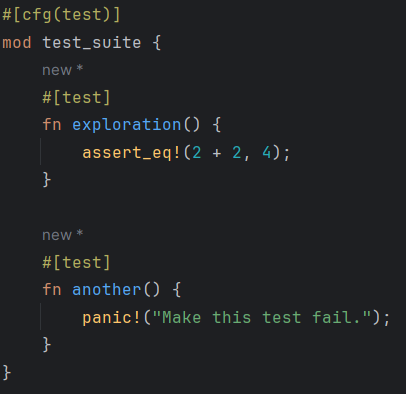 #[cfg(test)]
mod test_suite {
new *
#[test]
fn exploration() {
assert_eq!(2 + 2, 4);
}
new *
#[test]
fn another() {
panic!("Make this test fail.");
}
}